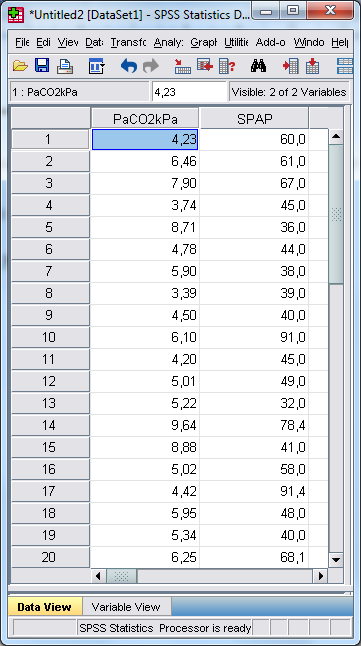 *Untitled2 [DataSet1] - SPSS Statistics D...
File Edit View Data Transfo Analyz Graph Utilitie Add-o Windo Help
1 : PaCO2kPa 4,23 Visible: 2 of 2 Variables
PaCO2kPa SPAP
1 4,23 60,0
2 6,46 61,0
3 7,90 67,0
4 3,74 45,0
5 8,71 36,0
6 4,78 44,0
7 5,90 38,0
8 3,39 39,0
9 4,50 40,0
10 6,10 91,0
11 4,20 45,0
12 5,01 49,0
13 5,22 32,0
14 9,64 78,4
15 8,88 41,0
16 5,02 58,0
17 4,42 91,4
18 5,95 48,0
19 5,34 40,0
20 6,25 68,1
Data View Variable View
SPSS Statistics Processor is ready